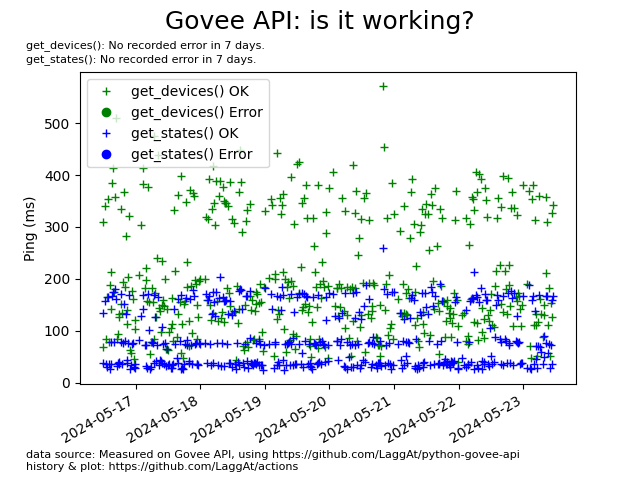 Govee API: is it working?
get_devices(): No recorded error in 7 days.
get_states(): No recorded error in 7 days.
get_devices() OK
get_devices() Error
get_states() OK
get_states() Error
Ping (ms)
500
400
300
200
100
0
2024-05-17
2024-05-18
2024-05-19
2024-05-20
2024-05-21
2024-05-22
2024-05-23
data source: Measured on Govee API, using https://github.com/LaggAt/python-govee-api
history & plot: https://github.com/LaggAt/actions